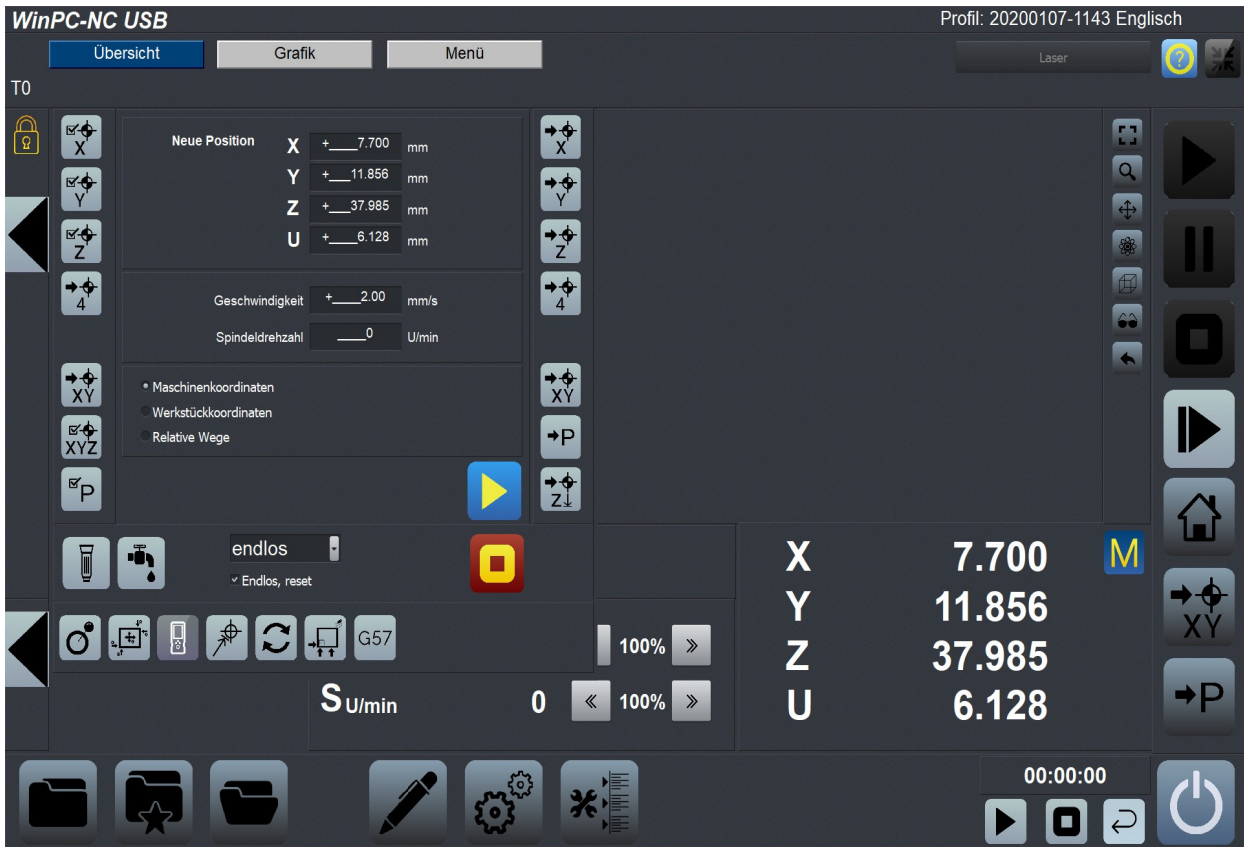 WinPC-NC USB
Profil: 20200107-1143 Englisch
Übersicht
Grafik
Menü
Laser
T0
X
Y
Z
4
XY
XYZ
P
Neue Position
X +____7.700 mm
Y +___11.856 mm
Z +___37.985 mm
U +____6.128 mm
Geschwindigkeit +____2.00 mm/s
Spindeldrehzahl ____0 U/min
Maschinenkoordinaten
Werkstückkoordinaten
Relative Wege
X
Y
Z
4
XY
P
Z
endlos
Endlos, reset
G57
100%
S U/min 0 100%
X 7.700
Y 11.856
Z 37.985
U 6.128
M
XY
P
00:00:00